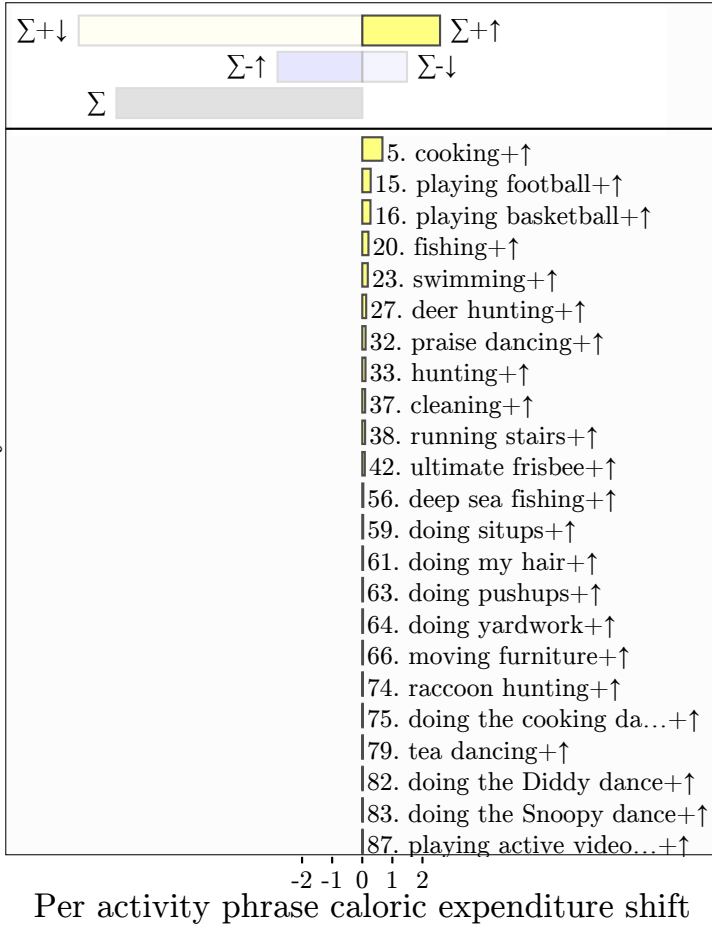 ∑+↓ ∑+↑
∑-↑ ∑-↓
∑
5. cooking+↑
15. playing football+↑
16. playing basketball+↑
20. fishing+↑
23. swimming+↑
27. deer hunting+↑
32. praise dancing+↑
33. hunting+↑
37. cleaning+↑
38. running stairs+↑
42. ultimate frisbee+↑
56. deep sea fishing+↑
59. doing situps+↑
61. doing my hair+↑
63. doing pushups+↑
64. doing yardwork+↑
66. moving furniture+↑
74. raccoon hunting+↑
75. doing the cooking da...+↑
79. tea dancing+↑
82. doing the Diddy dance+↑
83. doing the Snoopy dance+↑
87. playing active video...+↑
-2 -1 0 1 2
Per activity phrase caloric expenditure shift